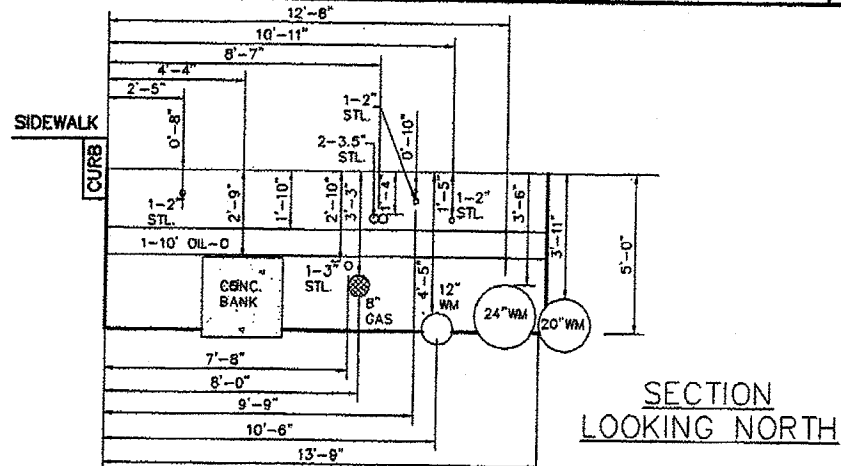 12'-6"
10'-11"
8'-7"
4'-4"
2'-5"
SIDEWALK
CURB
0'-8"
1-2"
STL.
2-3.5"
STL.
0'-10"
1-2"
STL.
2'-9"
1'-10"
2'-10"
3'-3"
1'-4
1'-5"
1-2"
STL.
3'-6"
3'-11"
5'-0"
1-10' OIL-O
CONC.
BANK
1-3"
STL.
8"
GAS
4'-5"
12"
WM
24"WM
20"WM
7'-8"
8'-0"
9'-9"
10'-6"
13'-9"
SECTION
LOOKING NORTH